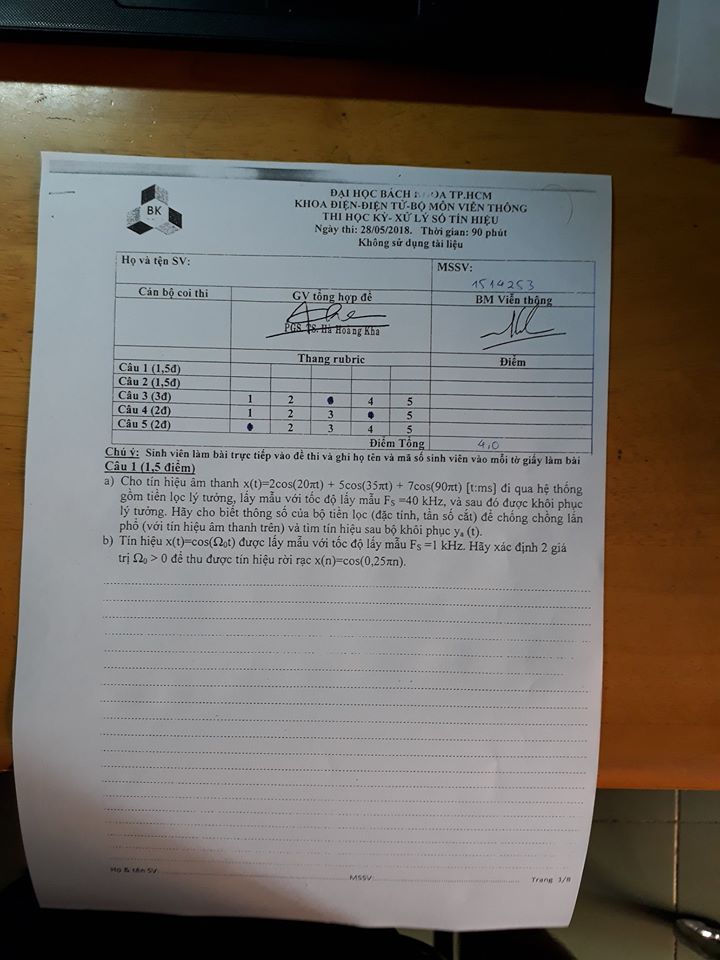 BK
ĐẠI HỌC BÁCH KHOA TP.HCM
KHOA ĐIỆN-ĐIỆN TỬ-BỘ MÔN VIỄN THÔNG
THI HỌC KỲ- XỬ LÝ SỐ TÍN HIỆU
Ngày thi: 28/05/2018. Thời gian: 90 phút
Không sử dụng tài liệu
Họ và tện SV: MSSV:
1514253
Cán bộ coi thi GV tổng hợp đề BM Viễn thông
PGS. TS. Hà Hoàng Kha
Thang rubric Điểm
Câu 1 (1,5đ)
Câu 2 (1,5đ)
Câu 3 (3đ) 1 2 4 5
Câu 4 (2đ) 1 2 3 5
Câu 5 (2đ) 2 3 4 5
Điểm Tổng 4,0
Chú ý: Sinh viên làm bài trực tiếp vào đề thi và ghi họ tên và mã số sinh viên vào mỗi tờ giấy làm bài
Câu 1 (1,5 điểm)
a) Cho tín hiệu âm thanh x(t)=2cos(20πt) + 5cos(35πt) + 7cos(90πt) [t:ms] đi qua hệ thống
gồm tiền lọc lý tưởng, lấy mẫu với tốc độ lấy mẫu FS =40 kHz, và sau đó được khôi phục
lý tưởng. Hãy cho biết thông số của bộ tiền lọc (đặc tính, tần số cắt) để chống chồng lấn
phổ (với tín hiệu âm thanh trên) và tìm tín hiệu sau bộ khôi phục ya (t).
b) Tín hiệu x(t)=cos(Ω0t) được lấy mẫu với tốc độ lấy mẫu FS =1 kHz. Hãy xác định 2 giá
trị Ω0 > 0 để thu được tín hiệu rời rạc x(n)=cos(0,25πn).
Họ & tên SV: MSSV: Trang 1/8